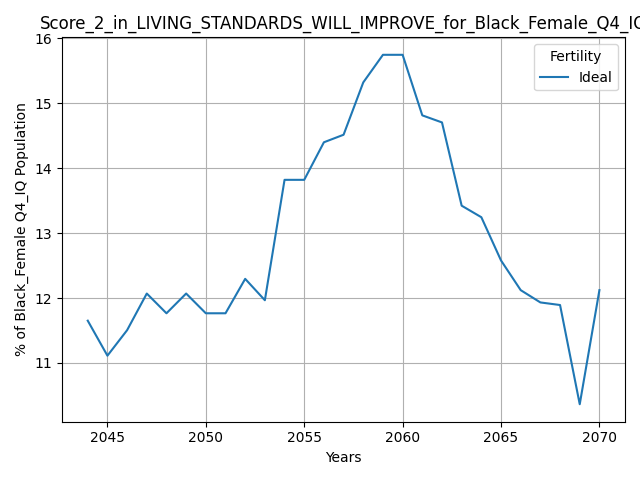 Score_2_in_LIVING_STANDARDS_WILL_IMPROVE_for_Black_Female_Q4_IQ
Fertility
Ideal
% of Black_Female Q4_IQ Population
16
15
14
13
12
11
2045 2050 2055 2060 2065 2070
Years